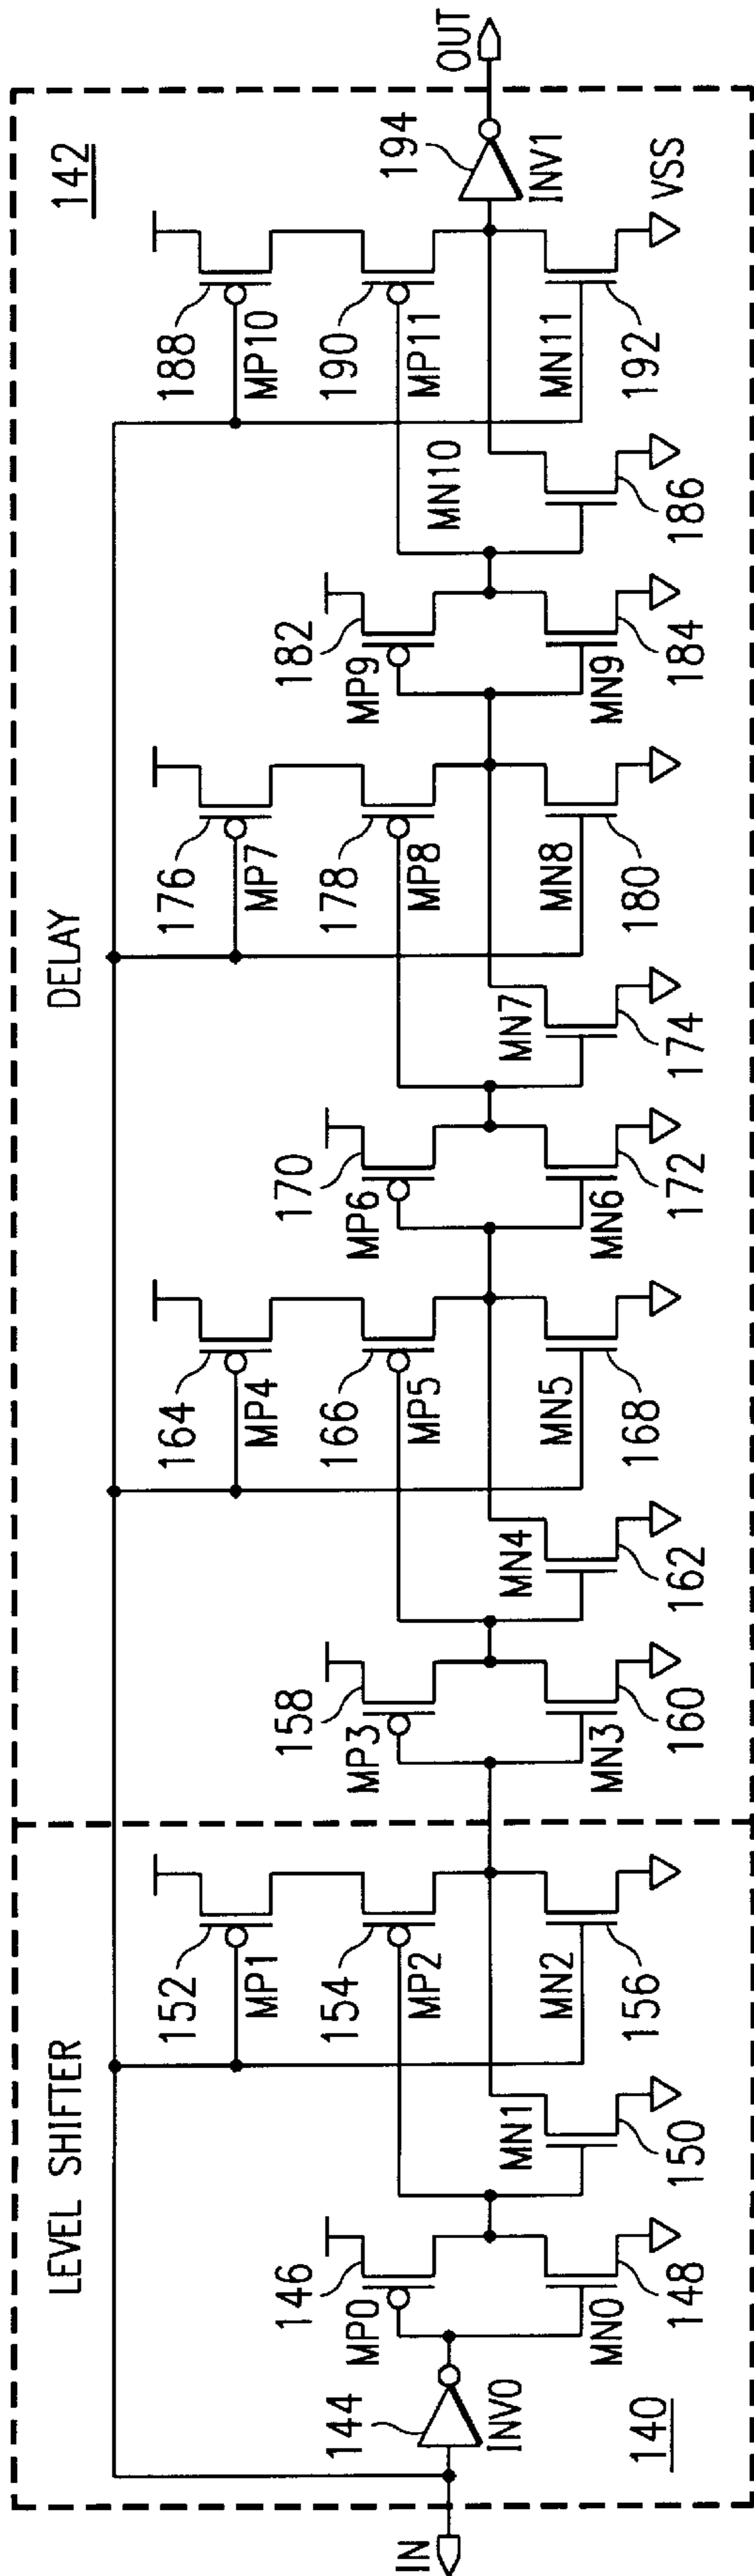 LEVEL SHIFTER
DELAY
142
IN
144
INV0
140
146
MP0
MN0
148
MN1
150
152
MP1
154
MP2
MN2
156
158
MP3
MN3
160
MN4
162
164
MP4
166
MP5
MN5
168
170
MP6
MN6
172
MN7
174
176
MP7
178
MP8
MN8
180
182
MP9
MN9
184
MN10
186
188
MP10
190
MP11
MN11
192
194
INV1
VSS
OUT